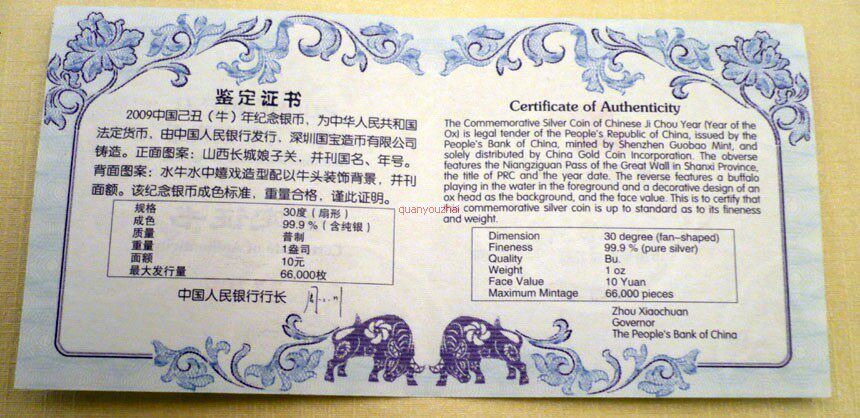 鉴定证书
2009中国己丑（牛）年纪念银币，为中华人民共和国
法定货币，由中国人民银行发行，深圳国宝造币有限公司
铸造。正面图案：山西长城娘子关，并刊国名、年号。
背面图案：水牛水中嬉戏造型配以牛头装饰背景，并刊
面额。该纪念银币成色标准，重量合格，谨此证明。
规格 30度（扇形）
成色 99.9％（含纯银）
质量 普制
重量 1盎司
面额 10元
最大发行量 66,000枚
中国人民银行行长
Certificate of Authenticity
The Commemorative Silver Coin of Chinese Ji Chou Year (Year of the
Ox) is legal tender of the People's Republic of China, issued by the
People's Bank of China, minted by Shenzhen Guobao Mint, and
solely distributed by China Gold Coin Incorporation. The obverse
features the Niangziguan Pass of the Great Wall in Shanxi Province,
the title of PRC and the year date. The reverse features a buffalo
playing in the water in the foreground and a decorative design of an
ox head as the background, and the face value. This is to certify that
commemorative silver coin is up to standard as to its fineness
and weight.
Dimension 30 degree (fan-shaped)
Fineness 99.9 % (pure silver)
Quality Bu.
Weight 1 oz
Face Value 10 Yuan
Maximum Mintage 66,000 pieces
Zhou Xiaochuan
Governor
The People's Bank of China
quanyouzhai